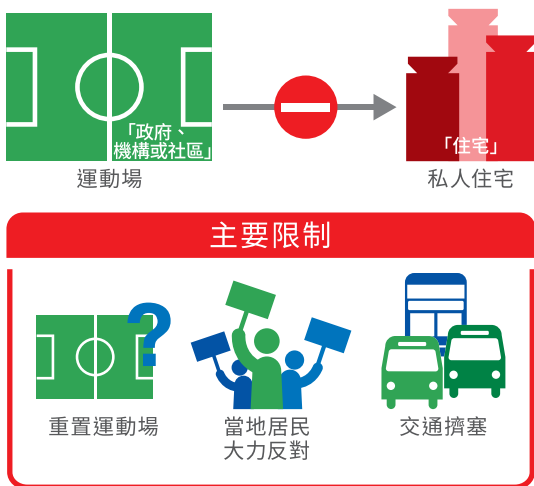 「政府、
機構或社區」
「住宅」
運動場
私人住宅
主要限制
?
重置運動場
當地居民
大力反對
交通擠塞